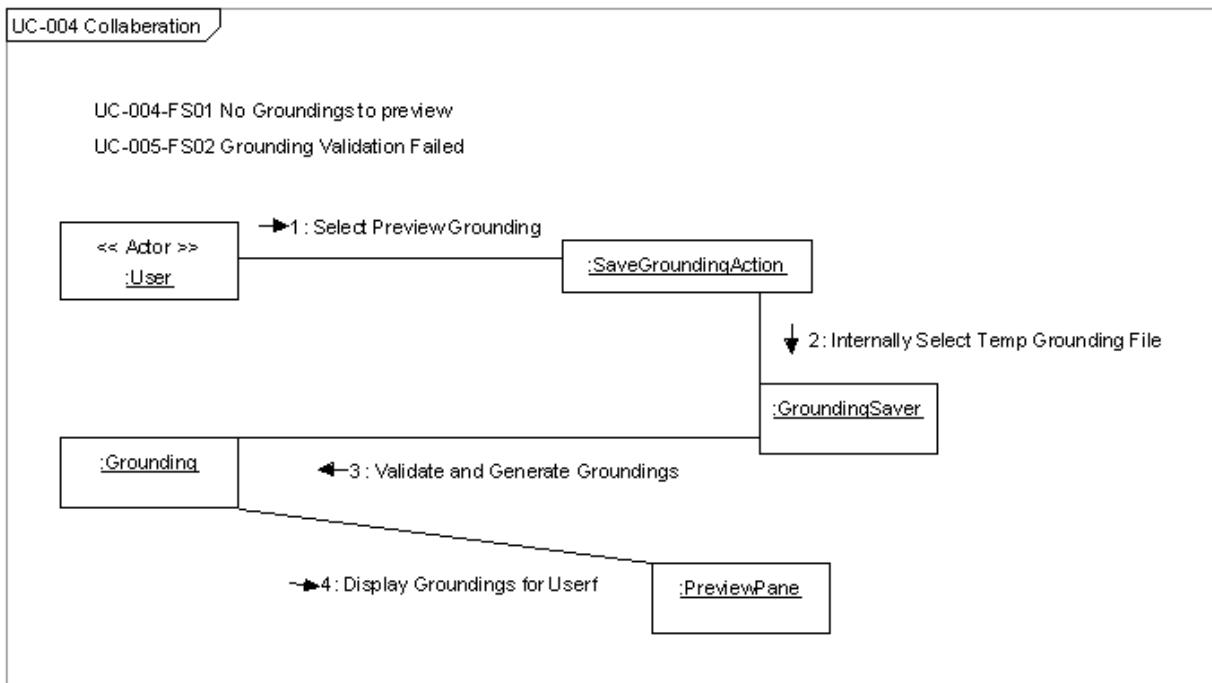 UC-004 Collaberation
UC-004-FS01 No Groundings to preview
UC-005-FS02 Grounding Validation Failed
1: Select Preview Grounding
<< Actor >>
:User
:SaveGroundingAction
2: Internally Select Temp Grounding File
:GroundingSaver
:Grounding
3: Validate and Generate Groundings
4: Display Groundings for Userf
:PreviewPane